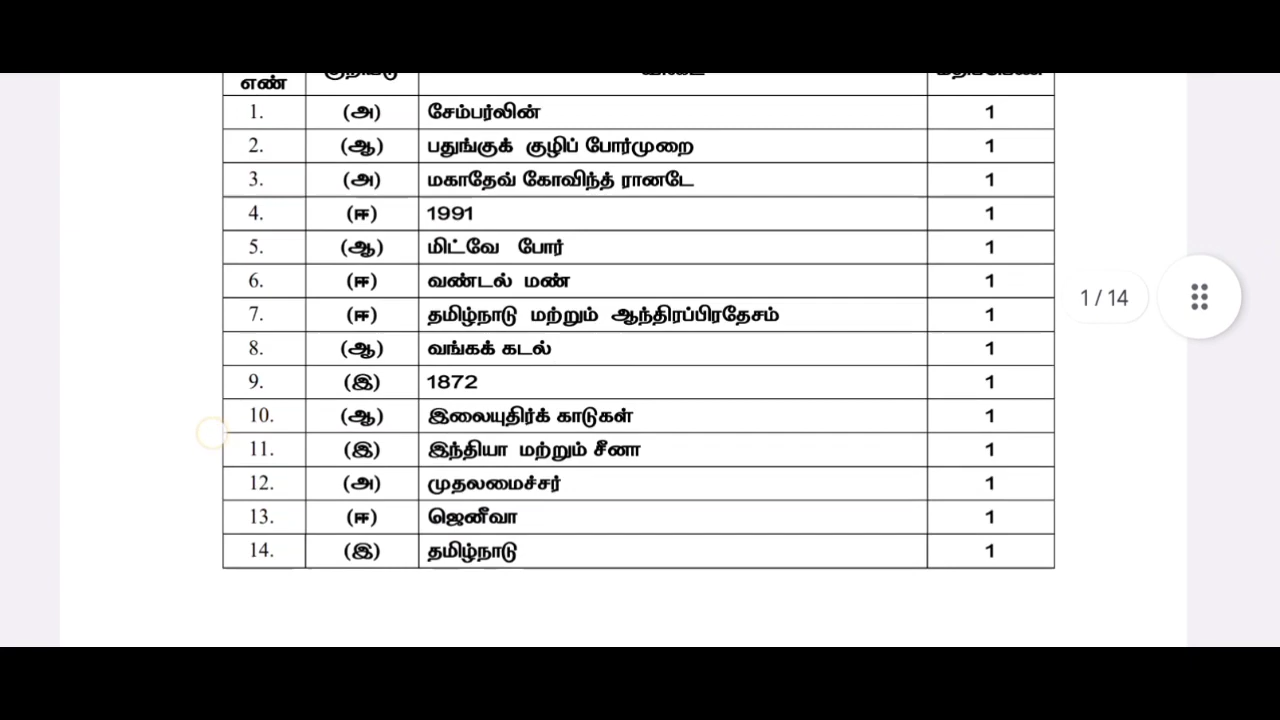 எண்
1. (அ) சேம்பர்லின் 1
2. (ஆ) பதுங்குக் குழிப் போர்முறை 1
3. (அ) மகாதேவ் கோவிந்த் ரானடே 1
4. (ஈ) 1991 1
5. (ஆ) மிட்வே போர் 1
6. (ஈ) வண்டல் மண் 1
7. (ஈ) தமிழ்நாடு மற்றும் ஆந்திரப்பிரதேசம் 1
8. (ஆ) வங்கக் கடல் 1
9. (இ) 1872 1
10. (ஆ) இலையுதிர்க் காடுகள் 1
11. (இ) இந்தியா மற்றும் சீனா 1
12. (அ) முதலமைச்சர் 1
13. (ஈ) ஜெனீவா 1
14. (இ) தமிழ்நாடு 1
1 / 14